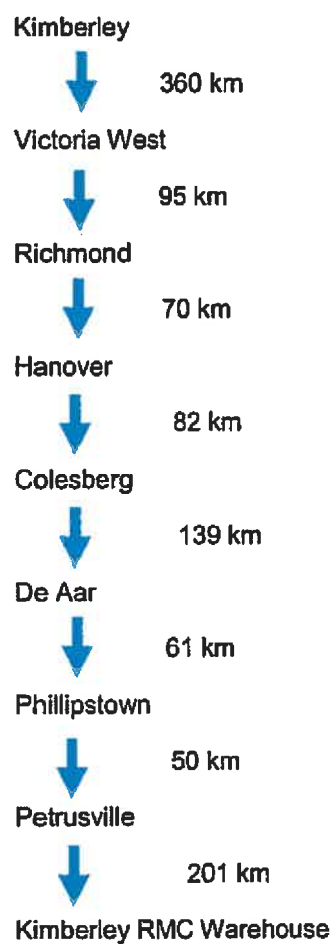 Kimberley
360 km
Victoria West
95 km
Richmond
70 km
Hanover
82 km
Colesberg
139 km
De Aar
61 km
Phillipstown
50 km
Petrusville
201 km
Kimberley RMC Warehouse